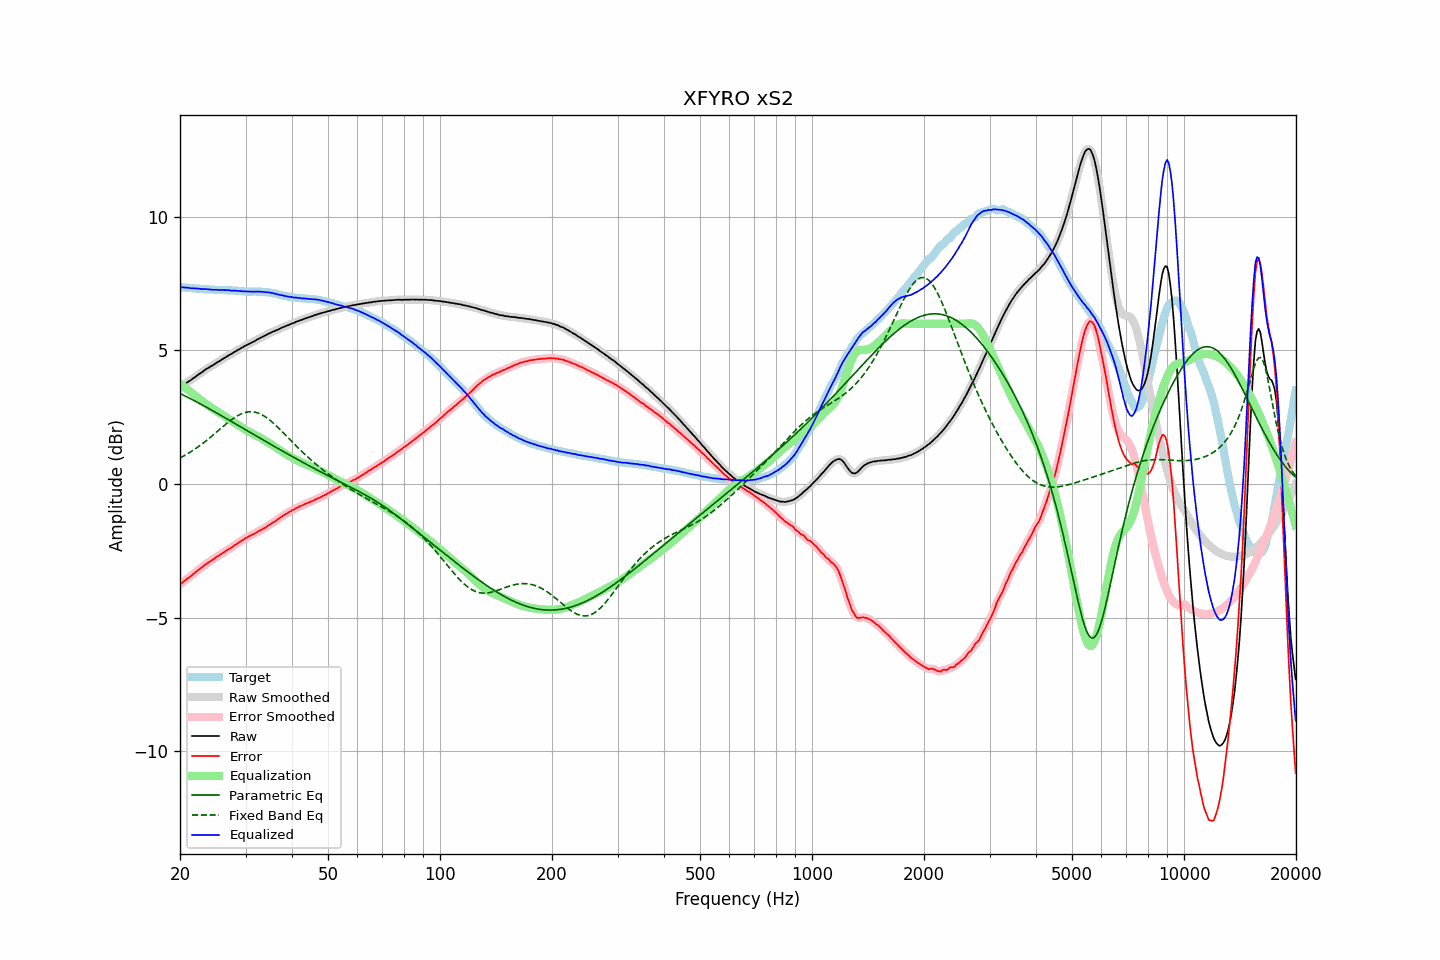 XFYRO xS2
Amplitude (dBr)
10
5
0
−5
−10
Target
Raw Smoothed
Error Smoothed
Raw
Error
Equalization
Parametric Eq
Fixed Band Eq
Equalized
20 50 100 200 500 1000 2000 5000 10000 20000
Frequency (Hz)